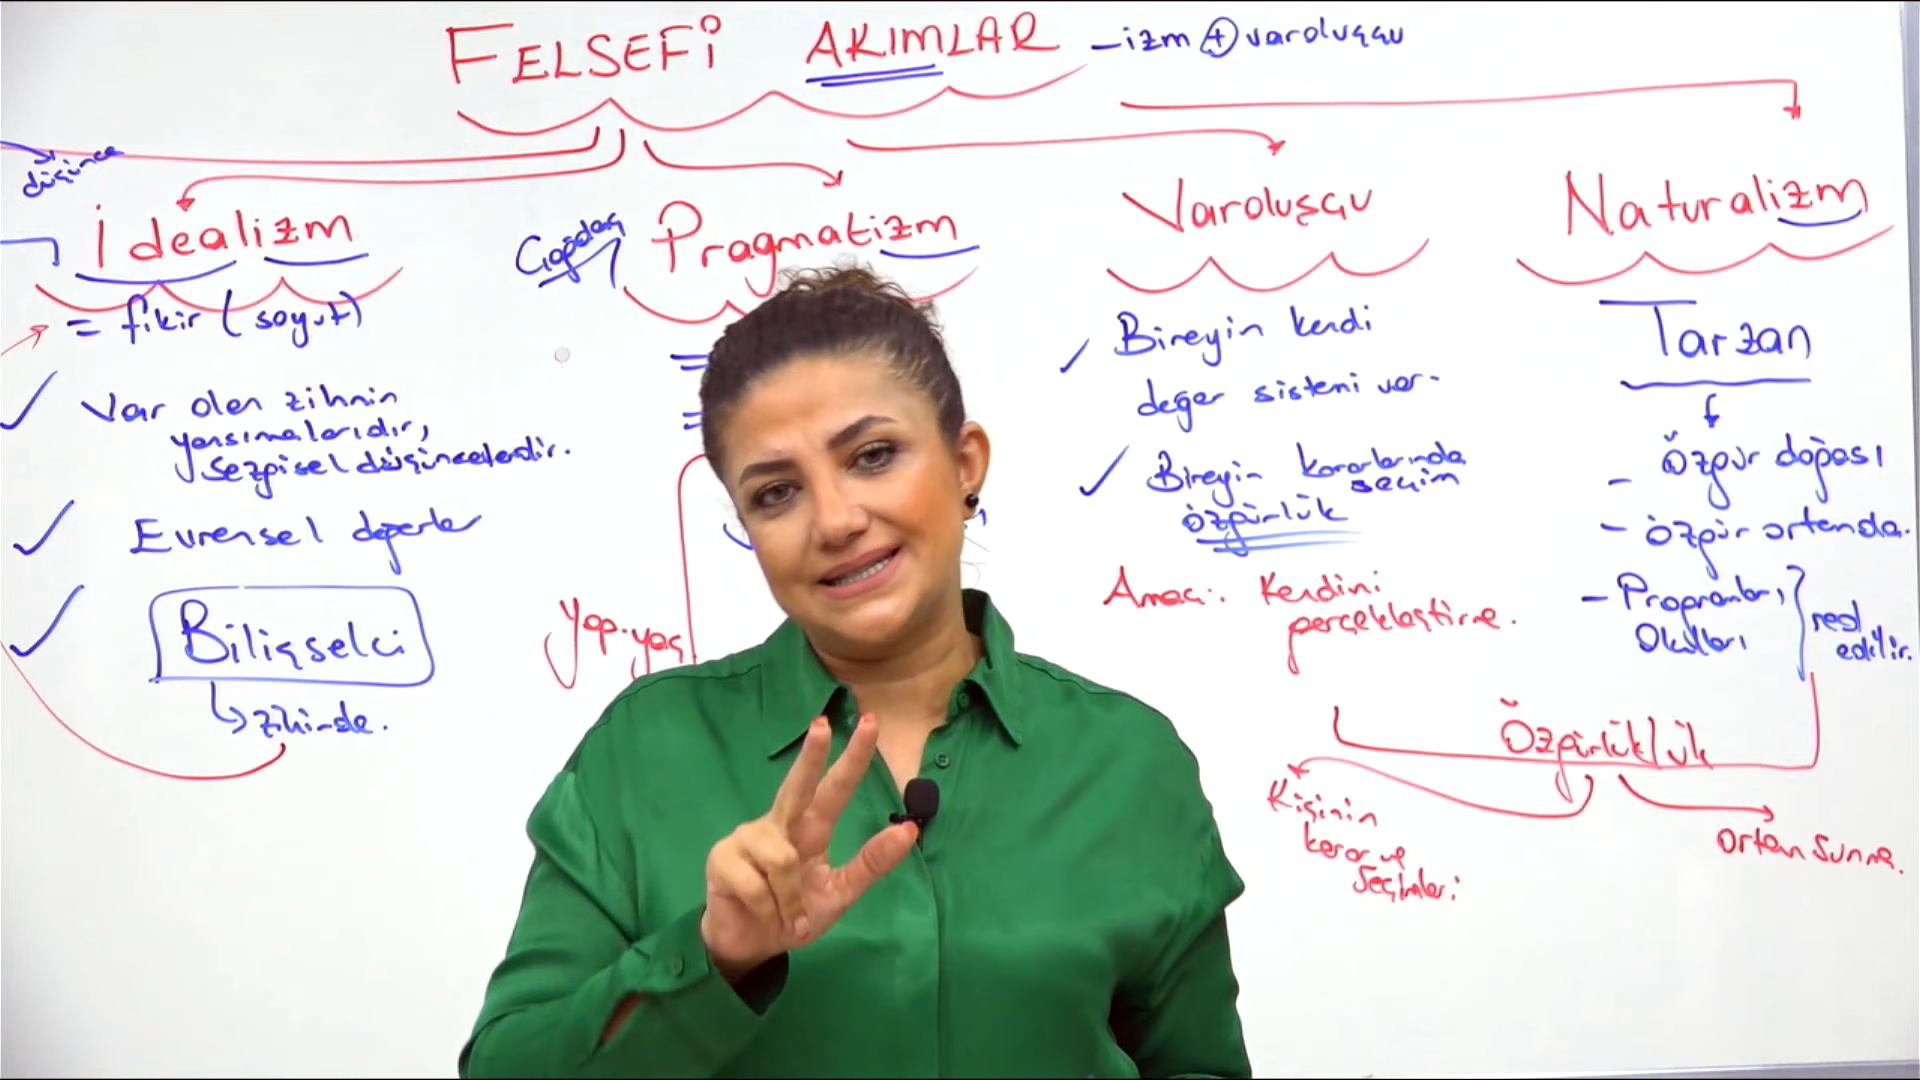 FELSEFİ AKIMLAR -izm + varoluşçu
düşünce
İdealizm
= fikir (soyut)
Var olan zihnin
yansımalarıdır,
sezgisel düşüncelerdir.
Evrensel değerler
Bilişselci
↳ zihinde.
Çağdaş
Pragmatizm
=
=
Yap. yaş
Varoluşçu
Bireyin kendi
değer sistemi var.
Bireyin kararlarında
seçim
özgürlük
Amaç: Kendini
gerçekleştirme.
Naturalizm
Tarzan
- Özgür doğası
- Özgür ortamda.
- Programları,
Okulları
red
edilir.
Özgürlüklük
Kişinin
karar ve
Seçimleri
ortam sunma.